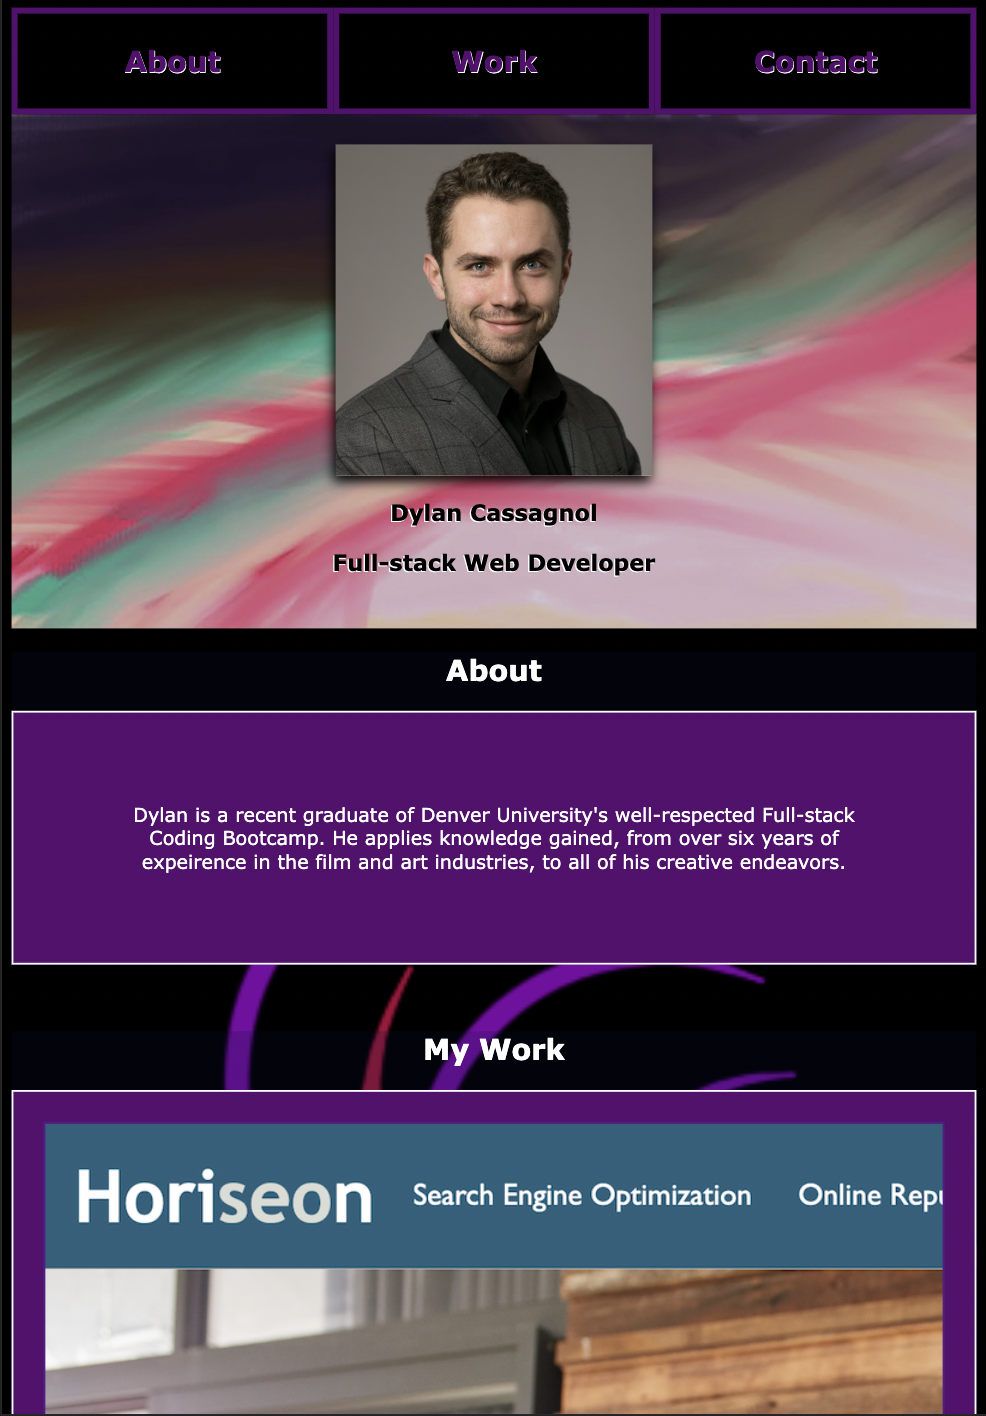 About
Work
Contact
Dylan Cassagnol
Full-stack Web Developer
About
Dylan is a recent graduate of Denver University's well-respected Full-stack
Coding Bootcamp. He applies knowledge gained, from over six years of
expeirence in the film and art industries, to all of his creative endeavors.
My Work
Horiseon
Search Engine Optimization
Online Repu